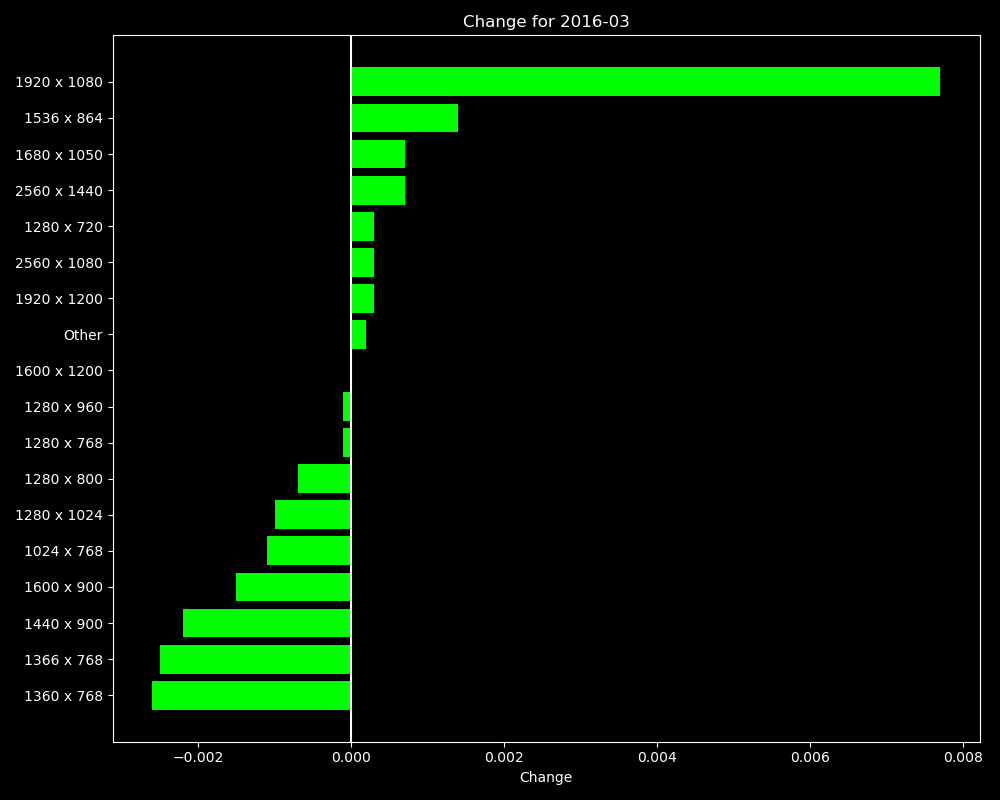 Change for 2016-03
1920 x 1080
1536 x 864
1680 x 1050
2560 x 1440
1280 x 720
2560 x 1080
1920 x 1200
Other
1600 x 1200
1280 x 960
1280 x 768
1280 x 800
1280 x 1024
1024 x 768
1600 x 900
1440 x 900
1366 x 768
1360 x 768
−0.002 0.000 0.002 0.004 0.006 0.008
Change